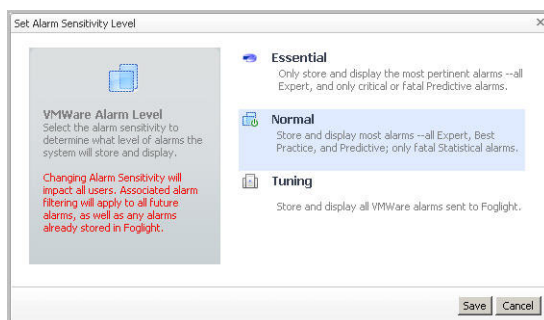 Set Alarm Sensitivity Level
VMWare Alarm Level
Select the alarm sensitivity to
determine what level of alarms the
system will store and display.
Changing Alarm Sensitivity will
impact all users. Associated alarm
filtering will apply to all future
alarms, as well as any alarms
already stored in Foglight.
Essential
Only store and display the most pertinent alarms --all
Expert, and only critical or fatal Predictive alarms.
Normal
Store and display most alarms --all Expert, Best
Practice, and Predictive; only fatal Statistical alarms.
Tuning
Store and display all VMWare alarms sent to Foglight.
Save Cancel